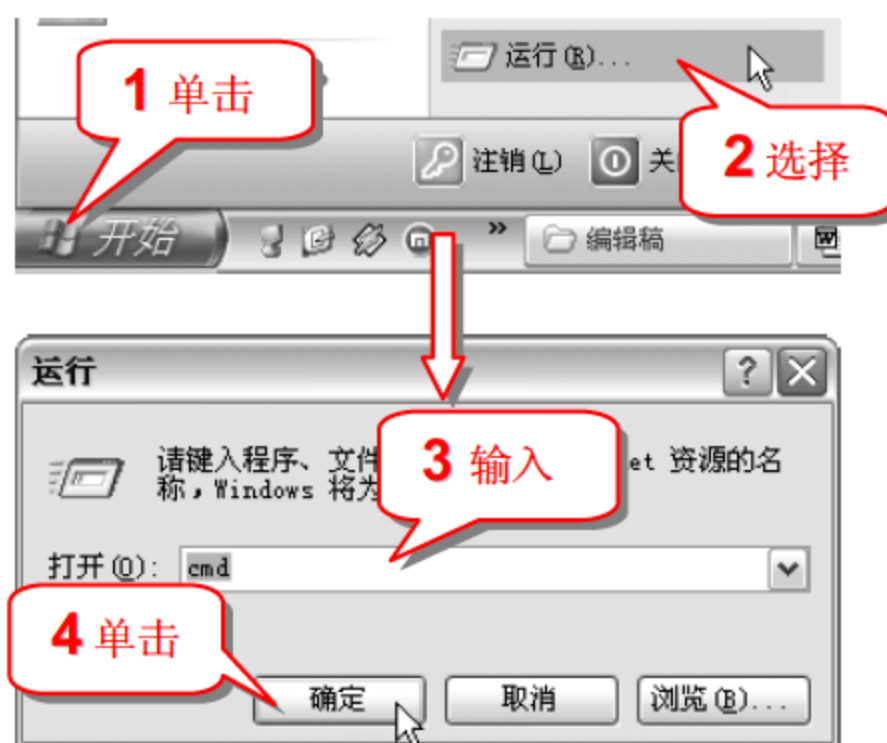 运行(R)...
1 单击
2 选择
注销(L)
关
开始
»
编辑稿
运行
请键入程序、文件
et 资源的名
称，Windows 将为
3 输入
打开(O):
cmd
4 单击
确定
取消
浏览(B)...